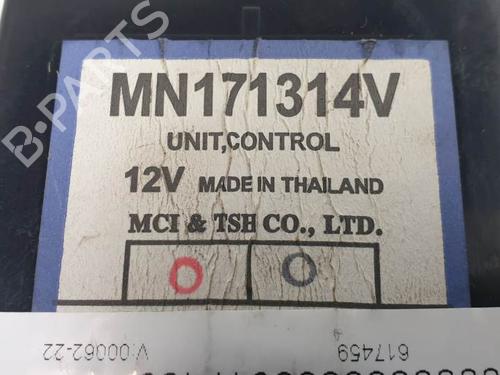 B-PARTS
MN171314V
UNIT,CONTROL
12V MADE IN THAILAND
MCI & TSH CO., LTD.
O O
617459
V:00062-22